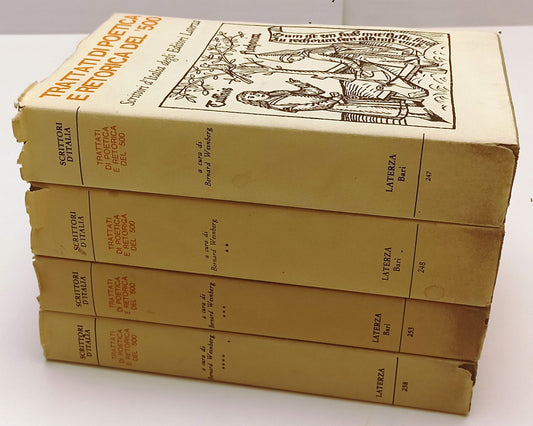 TRATTATI DI POETICA
E RETORICA DEL '500
Scrittori d'Italia degli Editori Laterza
Tullius
SCRITTORI
D'ITALIA
TRATTATI
DI POETICA
E RETORICA
DEL '500
a cura di
Bernard Weinberg
*
LATERZA
Bari
247
SCRITTORI
D'ITALIA
TRATTATI
DI POETICA
E RETORICA
DEL '500
a cura di
Bernard Weinberg
**
LATERZA
Bari
248
SCRITTORI
D'ITALIA
TRATTATI
DI POETICA
E RETORICA
DEL '500
a cura di
Bernard Weinberg
***
LATERZA
Bari
253
SCRITTORI
D'ITALIA
TRATTATI
DI POETICA
E RETORICA
DEL '500
a cura di
Bernard Weinberg
****
LATERZA
258